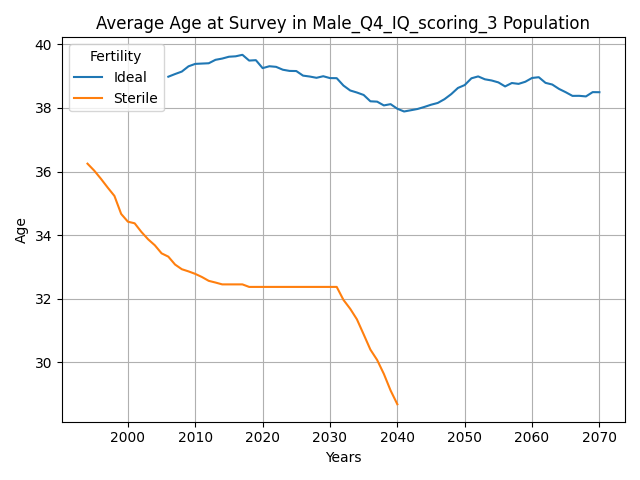 Average Age at Survey in Male_Q4_IQ_scoring_3 Population
Fertility
Ideal
Sterile
Age
40
38
36
34
32
30
2000 2010 2020 2030 2040 2050 2060 2070
Years